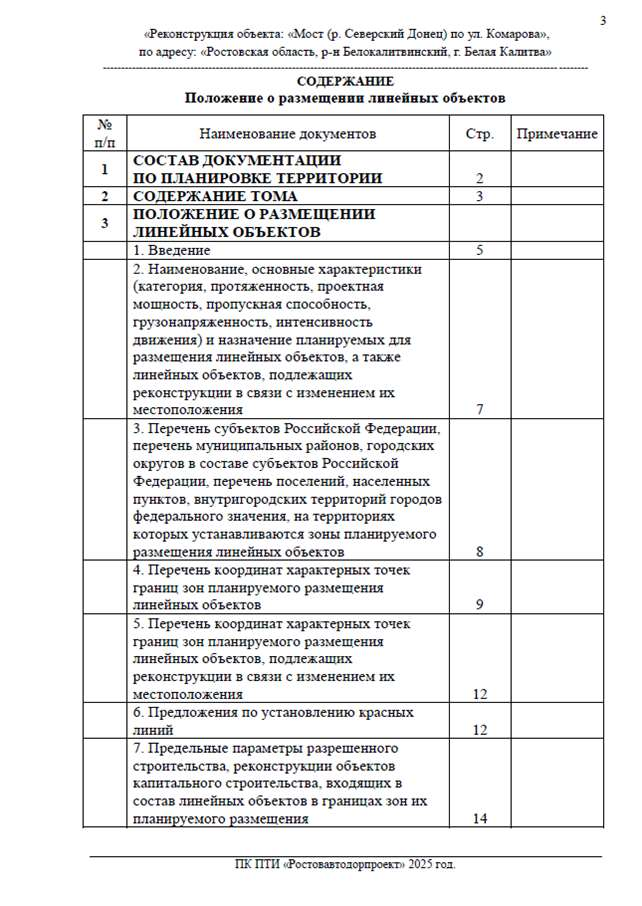 3
«Реконструкция объекта: «Мост (р. Северский Донец) по ул. Комарова»,
по адресу: «Ростовская область, р-н Белокалитвинский, г. Белая Калитва»
СОДЕРЖАНИЕ
Положение о размещении линейных объектов
№ п/п Наименование документов Стр. Примечание
1 СОСТАВ ДОКУМЕНТАЦИИ
ПО ПЛАНИРОВКЕ ТЕРРИТОРИИ 2
2 СОДЕРЖАНИЕ ТОМА 3
3 ПОЛОЖЕНИЕ О РАЗМЕЩЕНИИ
ЛИНЕЙНЫХ ОБЪЕКТОВ
1. Введение 5
2. Наименование, основные характеристики
(категория, протяженность, проектная
мощность, пропускная способность,
грузонапряженность, интенсивность
движения) и назначение планируемых для
размещения линейных объектов, а также
линейных объектов, подлежащих
реконструкции в связи с изменением их
местоположения 7
3. Перечень субъектов Российской Федерации,
перечень муниципальных районов, городских
округов в составе субъектов Российской
Федерации, перечень поселений, населенных
пунктов, внутригородских территорий городов
федерального значения, на территориях
которых устанавливаются зоны планируемого
размещения линейных объектов 8
4. Перечень координат характерных точек
границ зон планируемого размещения
линейных объектов 9
5. Перечень координат характерных точек
границ зон планируемого размещения
линейных объектов, подлежащих
реконструкции в связи с изменением их
местоположения 12
6. Предложения по установлению красных
линий 12
7. Предельные параметры разрешенного
строительства, реконструкции объектов
капитального строительства, входящих в
состав линейных объектов в границах зон их
планируемого размещения 14
ПК ПТИ «Ростовавтодорпроект» 2025 год.